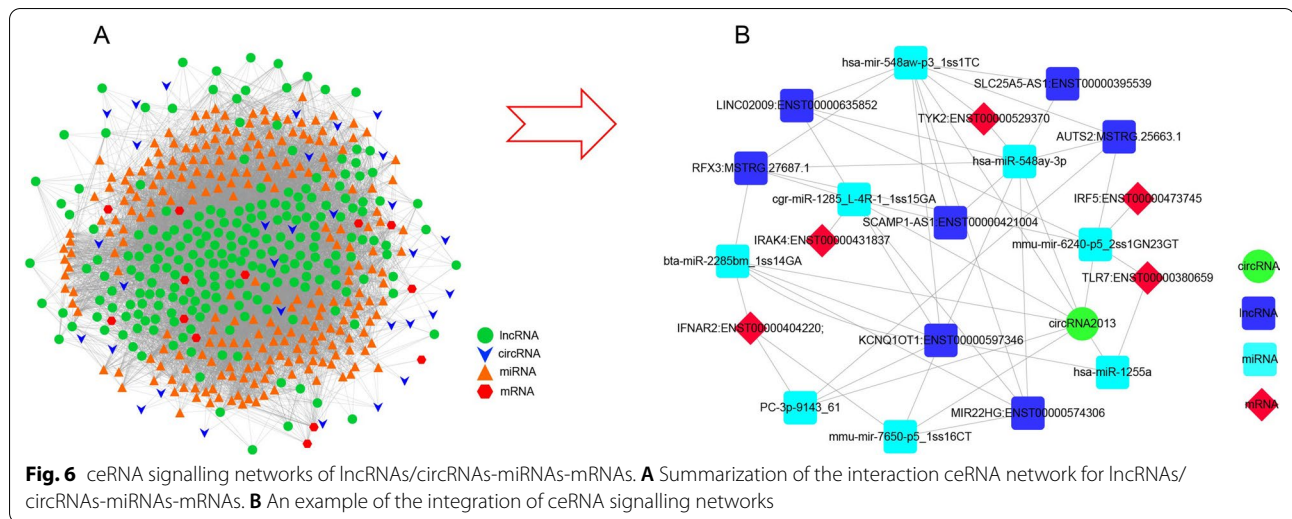 A
B
hsa-mir-548aw-p3_1ss1TC
SLC25A5-AS1:ENST00000395539
LINC02009:ENST00000635852
TYK2:ENST00000529370
AUTS2:MSTRG.25663.1
hsa-miR-548ay-3p
RFX3:MSTRG.27687.1
cgr-miR-1285_L-4R-1_1ss15GA
IRF5:ENST00000473745
SCAMP1-AS1:ENST00000421004
IRAK4:ENST00000431837
mmu-mir-6240-p5_2ss1GN23GT
bta-miR-2285bm_1ss14GA
TLR7:ENST00000380659
circRNA
circRNA2013
IFNAR2:ENST00000404220;
KCNQ1OT1:ENST00000597346
lncRNA
hsa-miR-1255a
miRNA
PC-3p-9143_61
MIR22HG:ENST00000574306
mRNA
mmu-mir-7650-p5_1ss16CT
lncRNA
circRNA
miRNA
mRNA
Fig. 6 ceRNA signalling networks of lncRNAs/circRNAs-miRNAs-mRNAs. A Summarization of the interaction ceRNA network for lncRNAs/
circRNAs-miRNAs-mRNAs. B An example of the integration of ceRNA signalling networks